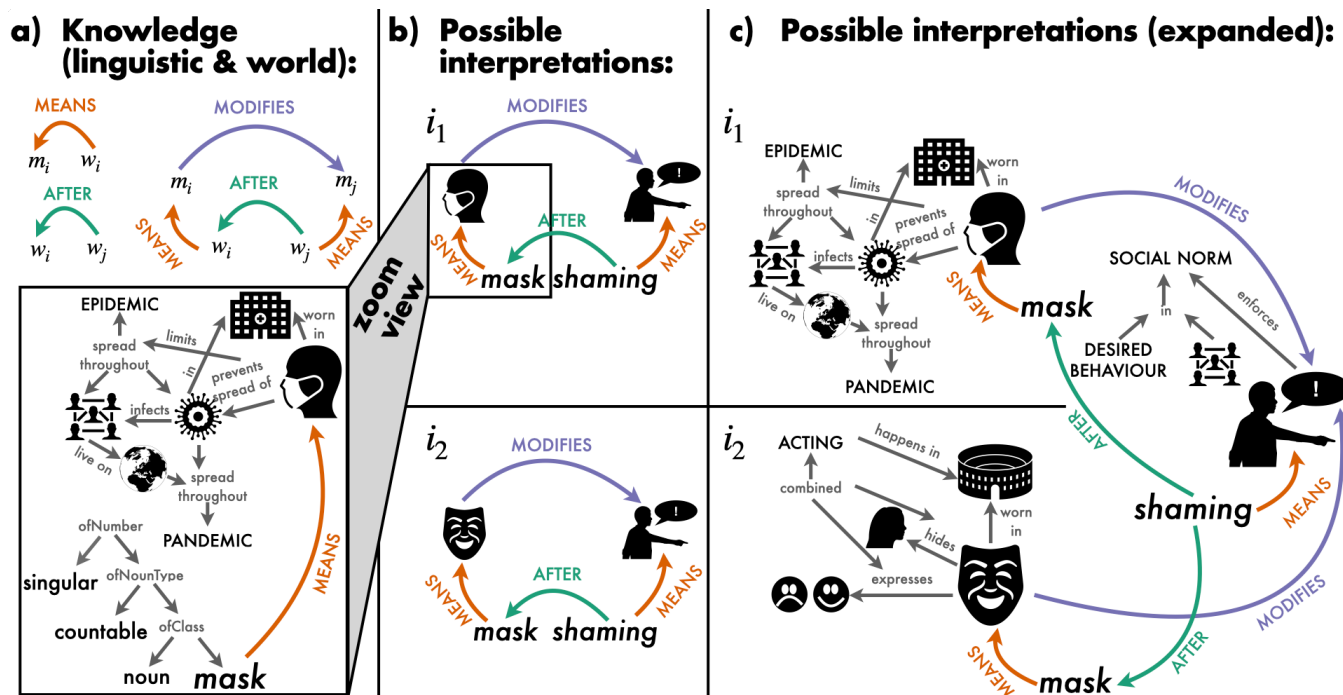 a) Knowledge
(linguistic & world):
MEANS
m_i w_i
AFTER
w_i w_j
MODIFIES
m_i m_j
AFTER
MEANS w_i w_j MEANS
EPIDEMIC
spread
throughout
limits
in
worn
in
prevents
spread of
infects
live on
spread
throughout
PANDEMIC
ofNumber
singular
ofNounType
countable
ofClass
noun
mask
MEANS
zoom
view
b) Possible
interpretations:
i_1
MODIFIES
!
AFTER
MEANS
MEANS
mask shaming
i_2
MODIFIES
!
AFTER
MEANS
MEANS
mask shaming
c) Possible interpretations (expanded):
i_1
EPIDEMIC
spread
throughout
limits
in
worn
in
prevents
spread of
infects
live on
spread
throughout
PANDEMIC
MEANS
mask
MODIFIES
SOCIAL NORM
in
enforces
DESIRED
BEHAVIOUR
!
AFTER
shaming
MEANS
i_2
ACTING
happens in
combined
hides
worn
in
expresses
MODIFIES
MEANS
mask
AFTER